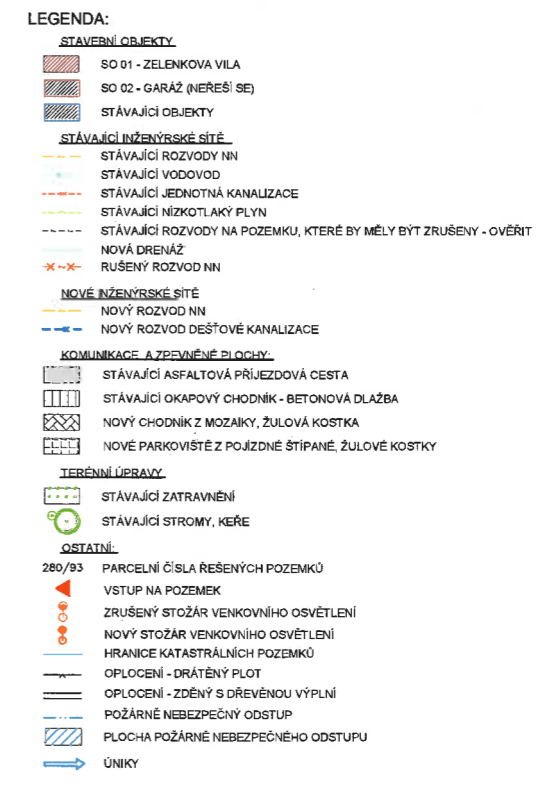 LEGENDA:
STAVEBNÍ OBJEKTY
SO 01 - ZELENKOVA VILA
SO 02 - GARÁŽ (NEŘEŠÍ SE)
STÁVAJÍCÍ OBJEKTY
STÁVAJÍCÍ INŽENÝRSKÉ SÍTĚ
STÁVAJÍCÍ ROZVODY NN
STÁVAJÍCÍ VODOVOD
STÁVAJÍCÍ JEDNOTNÁ KANALIZACE
STÁVAJÍCÍ NÍZKOTLAKÝ PLYN
STÁVAJÍCÍ ROZVODY NA POZEMKU, KTERÉ BY MĚLY BÝT ZRUŠENY - OVĚŘIT
NOVÁ DRENÁŽ
RUŠENÝ ROZVOD NN
NOVÉ INŽENÝRSKÉ SÍTĚ
NOVÝ ROZVOD NN
NOVÝ ROZVOD DEŠŤOVÉ KANALIZACE
KOMUNIKACE A ZPEVNĚNÉ PLOCHY:
STÁVAJÍCÍ ASFALTOVÁ PŘÍJEZDOVÁ CESTA
STÁVAJÍCÍ OKAPOVÝ CHODNÍK - BETONOVÁ DLAŽBA
NOVÝ CHODNÍK Z MOZAIKY, ŽULOVÁ KOSTKA
NOVÉ PARKOVIŠTĚ Z POJÍZDNÉ ŠTÍPANÉ, ŽULOVÉ KOSTKY
TERÉNNÍ ÚPRAVY
STÁVAJÍCÍ ZATRAVNĚNÍ
STÁVAJÍCÍ STROMY, KEŘE
OSTATNÍ:
280/93 PARCELNÍ ČÍSLA ŘEŠENÝCH POZEMKŮ
VSTUP NA POZEMEK
ZRUŠENÝ STOŽÁR VENKOVNÍHO OSVĚTLENÍ
NOVÝ STOŽÁR VENKOVNÍHO OSVĚTLENÍ
HRANICE KATASTRÁLNÍCH POZEMKŮ
OPLOCENÍ - DRÁTĚNÝ PLOT
OPLOCENÍ - ZDĚNÝ S DŘEVĚNOU VÝPLNÍ
POŽÁRNĚ NEBEZPEČNÝ ODSTUP
PLOCHA POŽÁRNĚ NEBEZPEČNÉHO ODSTUPU
ÚNIKY